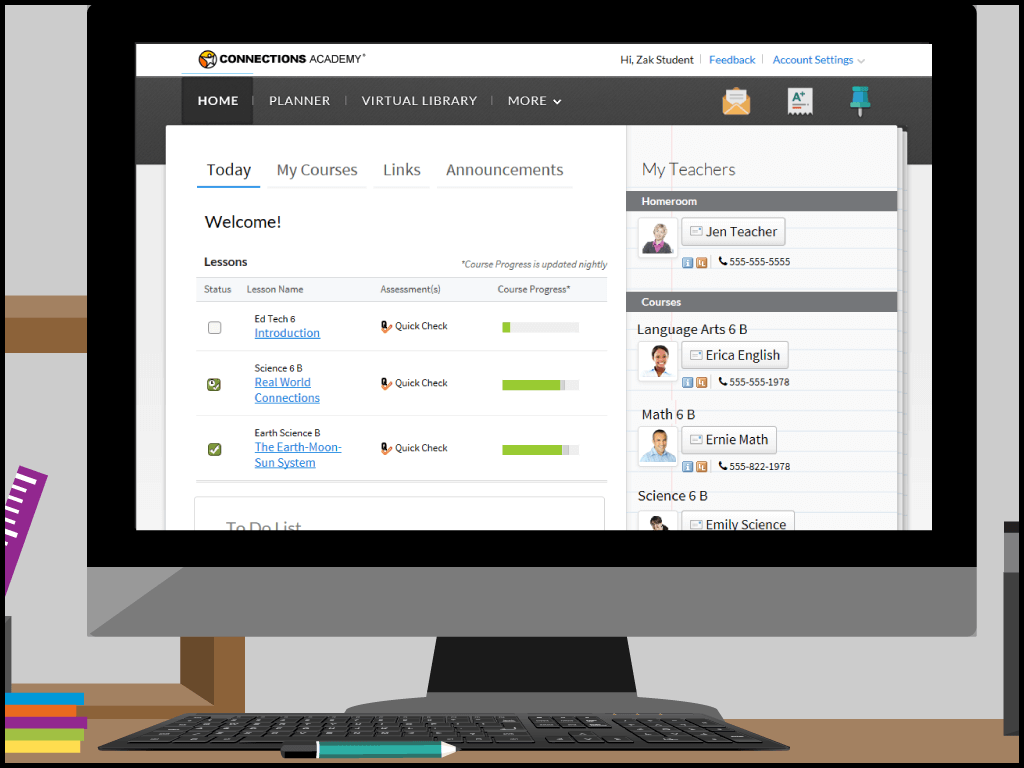 CONNECTIONS ACADEMY®
Hi, Zak Student
Feedback
Account Settings
HOME
PLANNER
VIRTUAL LIBRARY
MORE
A+
Today
My Courses
Links
Announcements
Welcome!
Lessons
*Course Progress is updated nightly
Status
Lesson Name
Assessment(s)
Course Progress*
Ed Tech 6
Introduction
Quick Check
Science 6 B
Real World
Connections
Quick Check
Earth Science B
The Earth-Moon-
Sun System
Quick Check
To Do List
My Teachers
Homeroom
Jen Teacher
555-555-5555
Courses
Language Arts 6 B
Erica English
555-555-1978
Math 6 B
Ernie Math
555-822-1978
Science 6 B
Emily Science